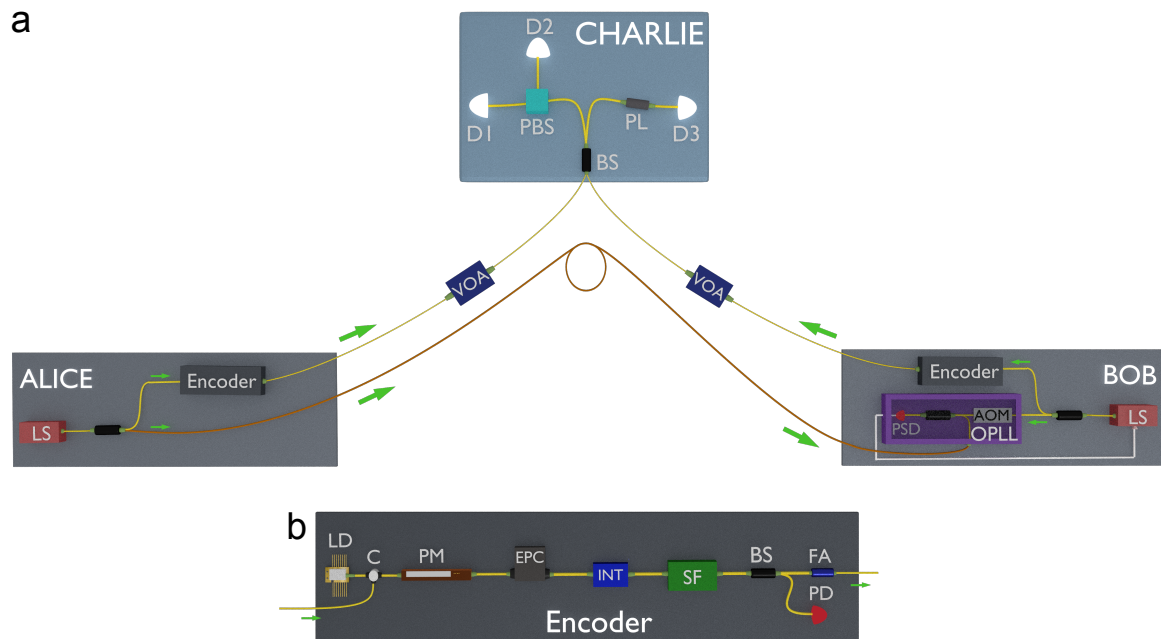 a
D2
CHARLIE
D1
PBS
PL
D3
BS
VOA
VOA
ALICE
Encoder
LS
Encoder
BOB
PSD
AOM
OPLL
LS
b
LD
C
PM
EPC
INT
SF
BS
FA
PD
Encoder